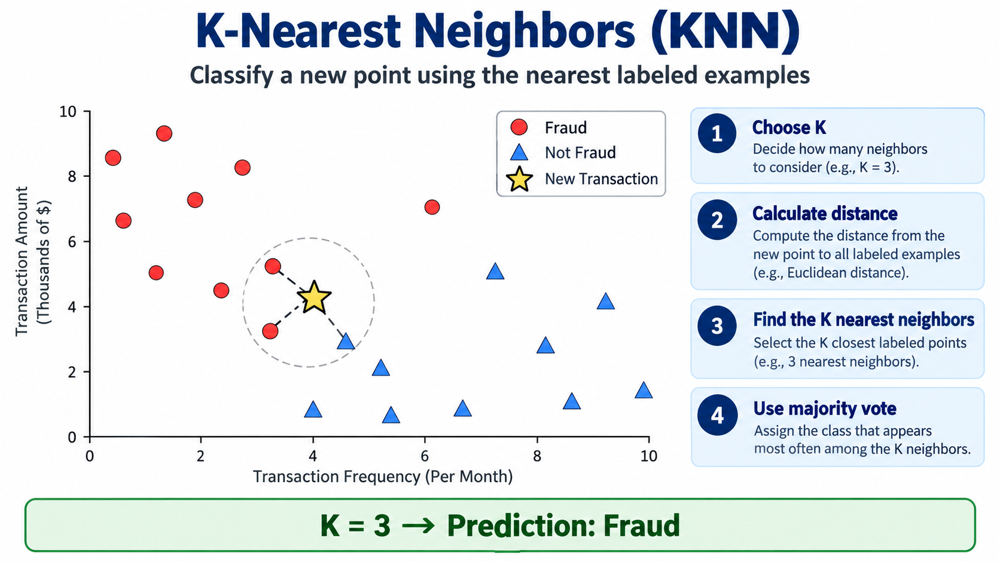 K-Nearest Neighbors (KNN)
Classify a new point using the nearest labeled examples
Transaction Amount
(Thousands of $)
10
8
6
4
2
0
0
2
4
6
8
10
Transaction Frequency (Per Month)
Fraud
Not Fraud
New Transaction
1
Choose K
Decide how many neighbors
to consider (e.g., K = 3).
2
Calculate distance
Compute the distance from the
new point to all labeled examples
(e.g., Euclidean distance).
3
Find the K nearest neighbors
Select the K closest labeled points
(e.g., 3 nearest neighbors).
4
Use majority vote
Assign the class that appears
most often among the K neighbors.
K = 3 → Prediction: Fraud